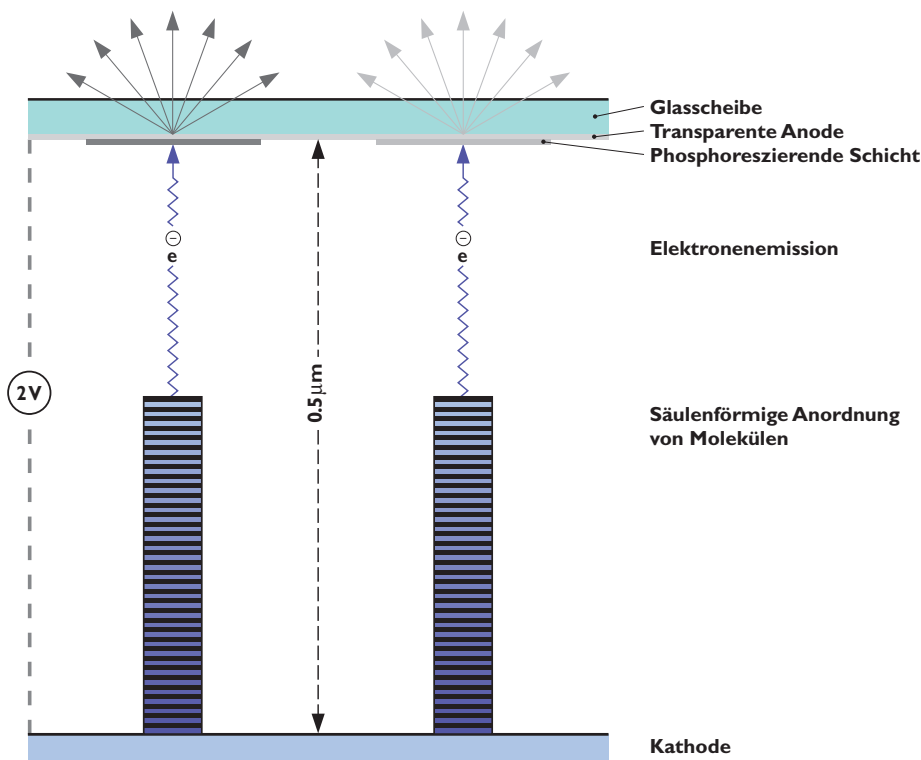 Glasscheibe
Transparente Anode
Phosphoreszierende Schicht
⊖
e
⊖
e
Elektronenemission
2V
0.5µm
Säulenförmige Anordnung
von Molekülen
Kathode